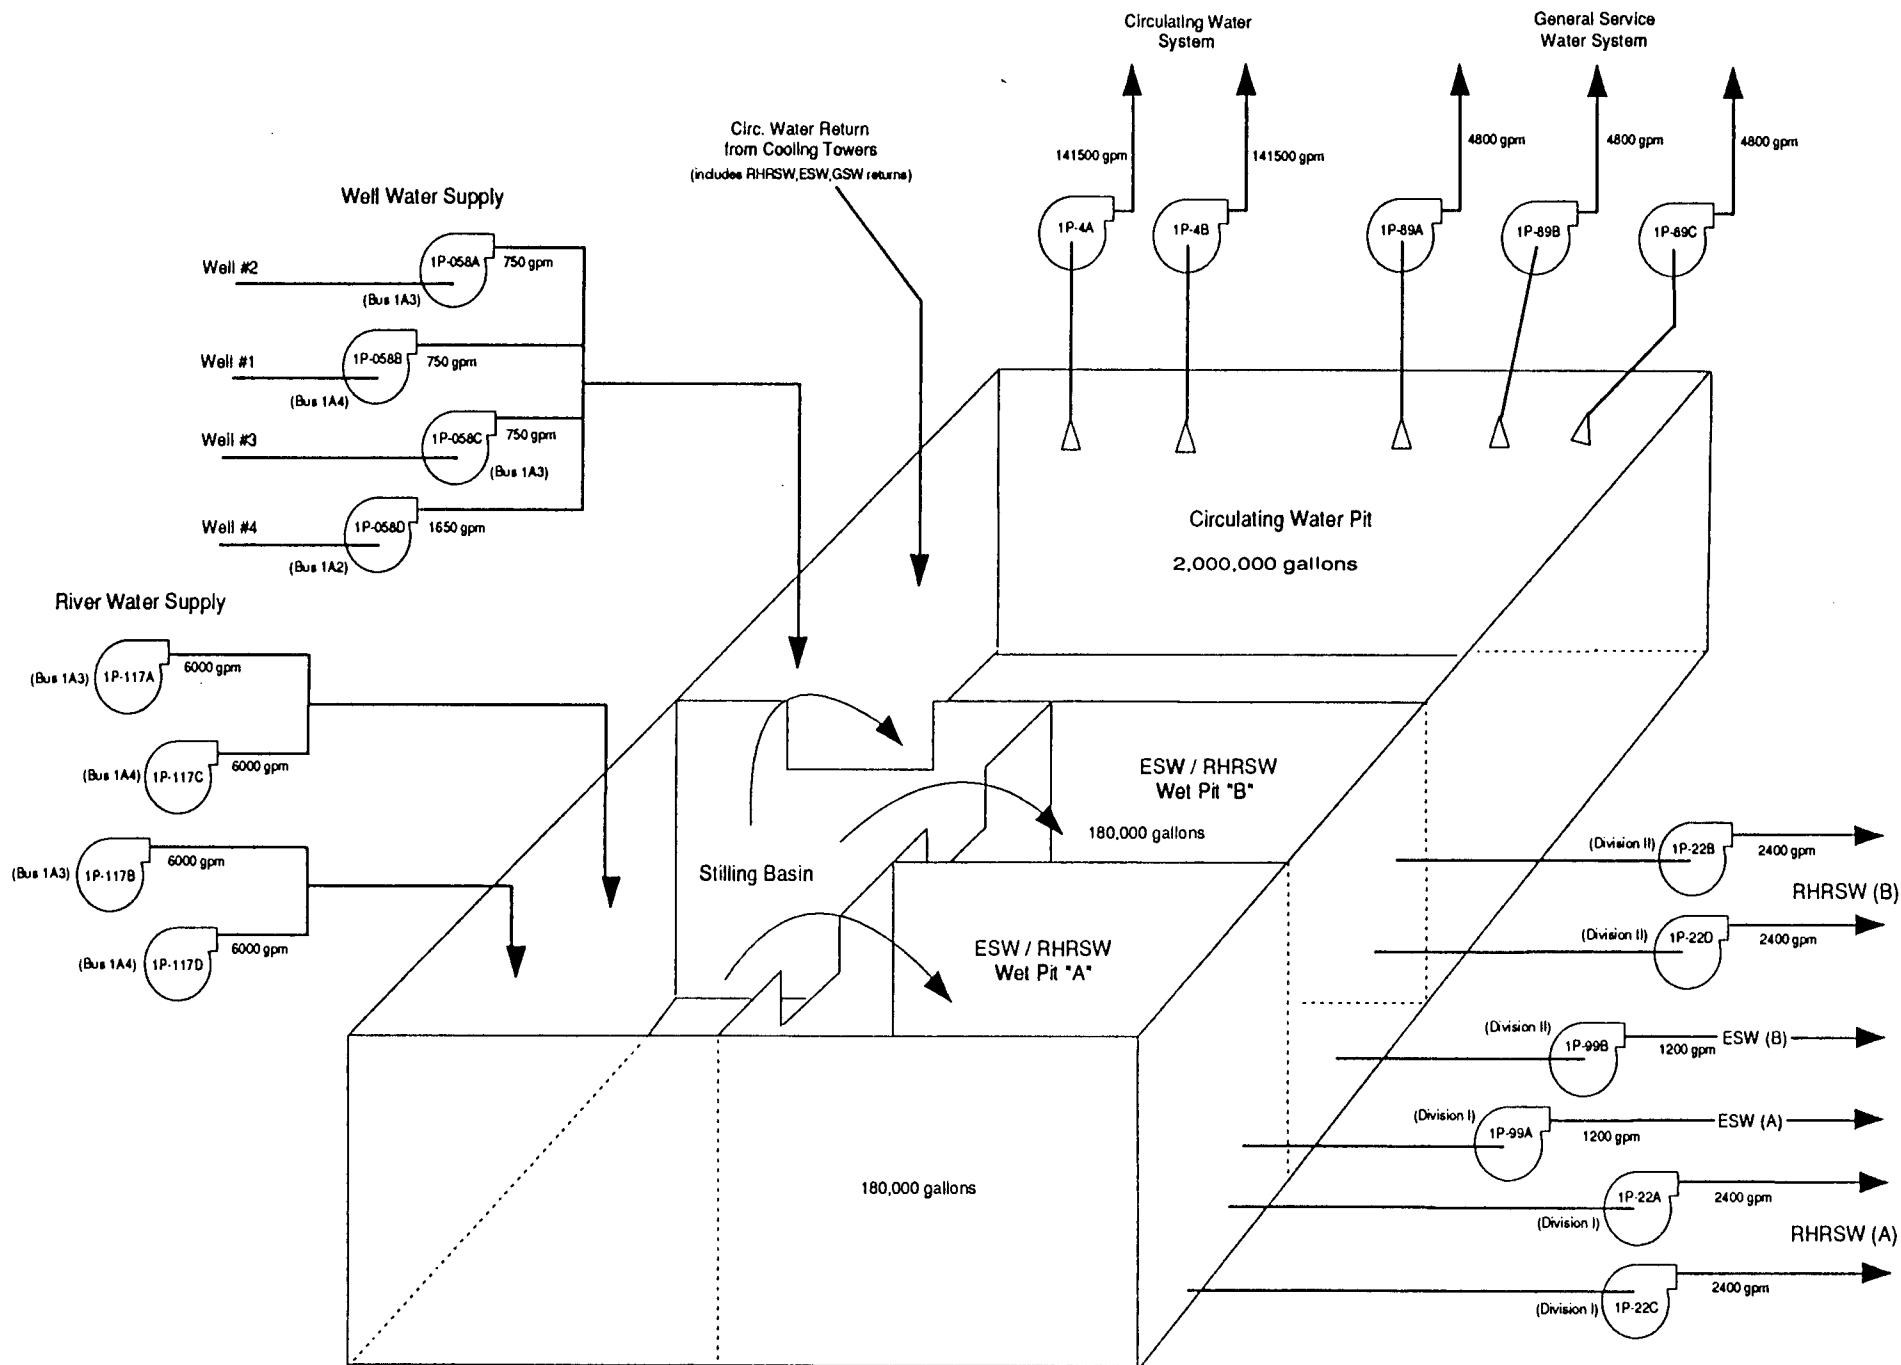 Circulating Water
System
General Service
Water System
Circ. Water Return
from Cooling Towers
(includes RHRSW,ESW,GSW returns)
141500 gpm
141500 gpm
4800 gpm
4800 gpm
4800 gpm
1P-4A
1P-4B
1P-89A
1P-89B
1P-89C
Well Water Supply
Well #2
1P-058A
750 gpm
(Bus 1A3)
Well #1
1P-058B
750 gpm
(Bus 1A4)
Well #3
1P-058C
750 gpm
(Bus 1A3)
Well #4
1P-058D
1650 gpm
(Bus 1A2)
River Water Supply
(Bus 1A3)
1P-117A
6000 gpm
(Bus 1A4)
1P-117C
6000 gpm
(Bus 1A3)
1P-117B
6000 gpm
(Bus 1A4)
1P-117D
6000 gpm
Circulating Water Pit
2,000,000 gallons
ESW / RHRSW
Wet Pit "B"
180,000 gallons
Stilling Basin
ESW / RHRSW
Wet Pit "A"
180,000 gallons
(Division II)
1P-22B
2400 gpm
RHRSW (B)
(Division II)
1P-22D
2400 gpm
(Division II)
1P-99B
1200 gpm
ESW (B)
(Division I)
1P-99A
1200 gpm
ESW (A)
1P-22A
2400 gpm
(Division I)
RHRSW (A)
1P-22C
2400 gpm
(Division I)